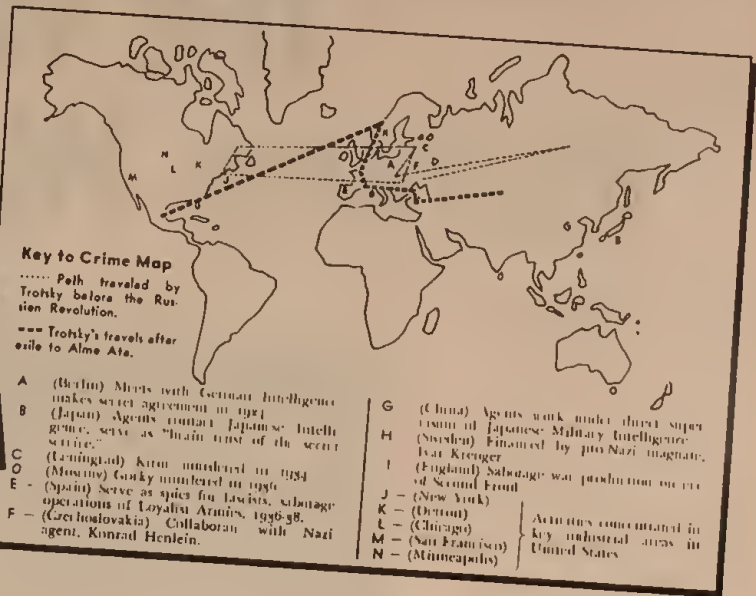 Key to Crime Map
...... Path traveled by
Trotsky before the Rus-
sian Revolution.
--- Trotsky's travels after
exile to Alma Ata.
A (Berlin) Meets with German Intelligence
makes secret agreement in
B (Japan) Agents contact Japanese Intelli-
gence, serve as "brain trust of the secret
service."
C (Leningrad) Kirov murdered in 1934
O (Moscow) Gorky murdered in 1936
E - (Spain) Serve as spies for fascists, sabotage
operations of Loyalist Armies, 1936-38.
F - (Czechoslovakia) Collaborate with Nazi
agent, Konrad Henlein.
G (China) Agents work under direct super
vision of Japanese Military Intelligence
H (Sweden) Financed by pro-Nazi magnate,
Ivar Kreuger
I (England) Sabotage war production on eve
of Second Front
J - (New York)
K - (Detroit)
L - (Chicago)
M - (San Francisco)
N - (Minneapolis)
Activities concentrated in
key industrial areas in
United States
N
L
K
M
J
C
A
F
D
E
G
B